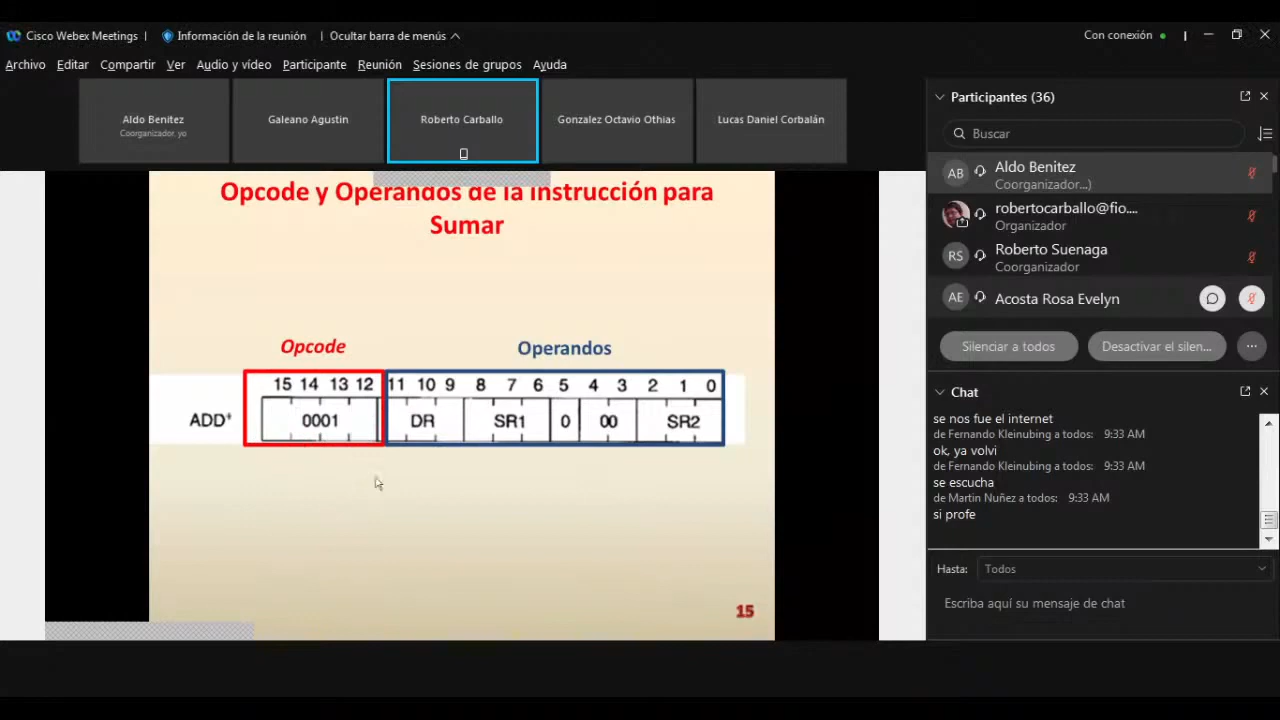 Cisco Webex Meetings | Información de la reunión | Ocultar barra de menús
Con conexión
Archivo Editar Compartir Ver Audio y vídeo Participante Reunión Sesiones de grupos Ayuda
Aldo Benitez
Coorganizador, yo
Galeano Agustin
Roberto Carballo
Gonzalez Octavio Othias
Lucas Daniel Corbalán
Opcode y Operandos de la Instrucción para
Sumar
Opcode
Operandos
15 14 13 12 11 10 9 8 7 6 5 4 3 2 1 0
ADD+ 0001 DR SR1 0 00 SR2
15
Participantes (36)
Buscar
AB Aldo Benitez
Coorganizador...)
robertocarballo@fio....
Organizador
RS Roberto Suenaga
Coorganizador
AE Acosta Rosa Evelyn
Silenciar a todos Desactivar el silen... ...
Chat
se nos fue el internet
de Fernando Kleinubing a todos: 9:33 AM
ok, ya volvi
de Fernando Kleinubing a todos: 9:33 AM
se escucha
de Martin Nuñez a todos: 9:33 AM
si profe
Hasta: Todos
Escriba aquí su mensaje de chat